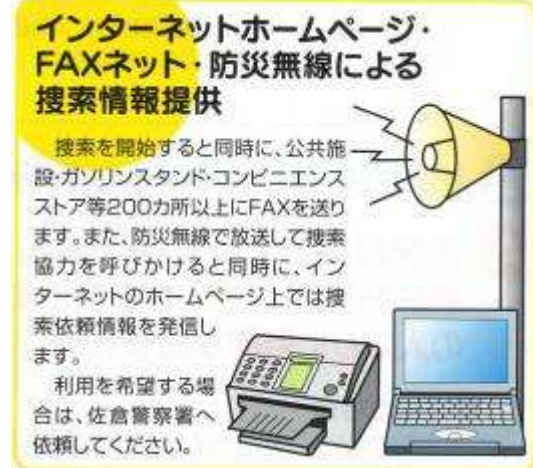 インターネットホームページ・
FAXネット・防災無線による
捜索情報提供
捜索を開始すると同時に、公共施
設・ガソリンスタンド・コンビニエンス
ストア等200カ所以上にFAXを送り
ます。また、防災無線で放送して捜索
協力を呼びかけると同時に、イン
ターネットのホームページ上では捜
索依頼情報を発信し
ます。
利用を希望する場
合は、佐倉警察署へ
依頼してください。